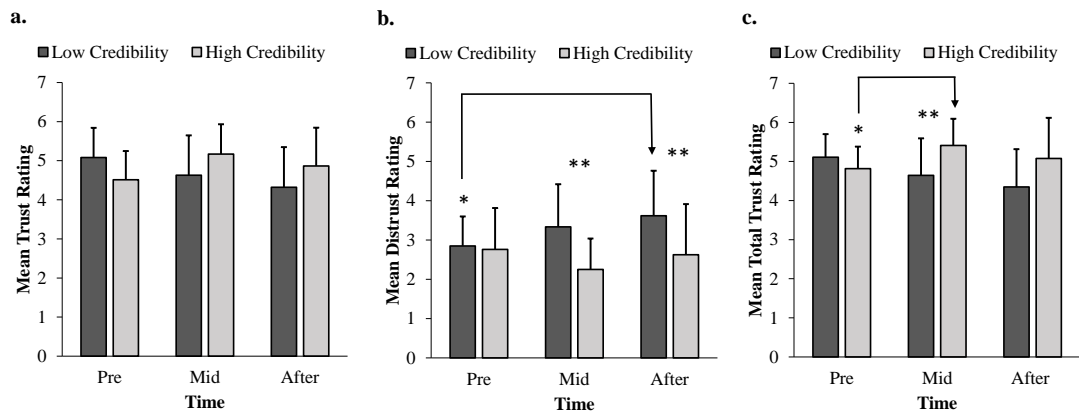 a.
Low Credibility High Credibility
Mean Trust Rating
7
6
5
4
3
2
1
0
Pre Mid After
Time
b.
Low Credibility High Credibility
Mean Distrust Rating
7
6
5
4
3
2
1
0
*
**
**
Pre Mid After
Time
c.
Low Credibility High Credibility
Mean Total Trust Rating
7
6
5
4
3
2
1
0
*
**
Pre Mid After
Time